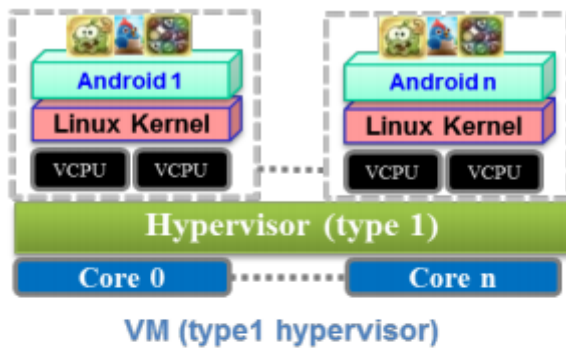 Android 1 Android n
Linux Kernel Linux Kernel
VCPU VCPU VCPU VCPU
Hypervisor (type 1)
Core 0 Core n
VM (type1 hypervisor)